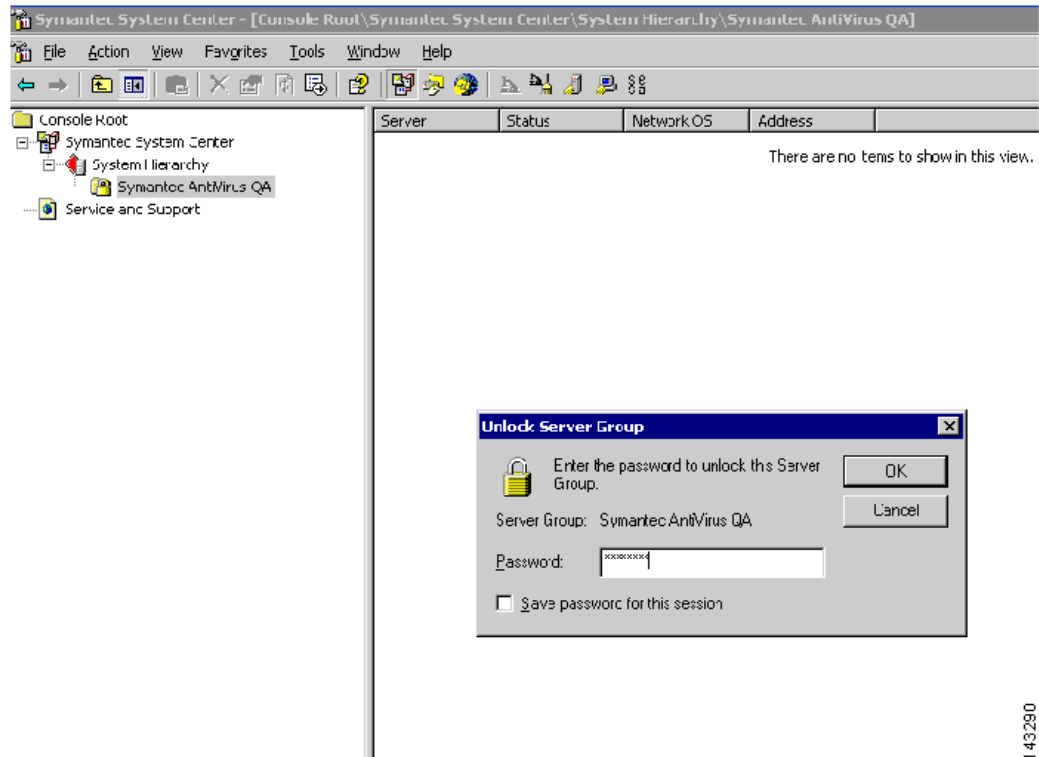 Symantec System Center - [Console Root\Symantec System Center\System Hierarchy\Symantec AntiVirus QA]
File Action View Favorites Tools Window Help
Console Root
Symantec System Center
System Hierarchy
Symantec AntiVirus QA
Service and Support
Server Status Network OS Address
There are no items to show in this view.
Unlock Server Group
Enter the password to unlock this Server
Group.
OK
Cancel
Server Group: Symantec AntiVirus QA
Password: ********
Save password for this session
143290